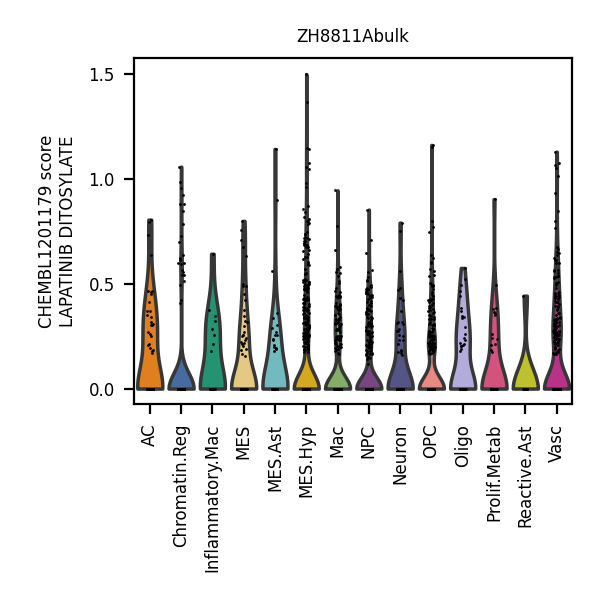 ZH8811Abulk
CHEMBL1201179 score
LAPATINIB DITOSYLATE
1.5
1.0
0.5
0.0
AC
Chromatin.Reg
Inflammatory.Mac
MES
MES.Ast
MES.Hyp
Mac
NPC
Neuron
OPC
Oligo
Prolif.Metab
Reactive.Ast
Vasc